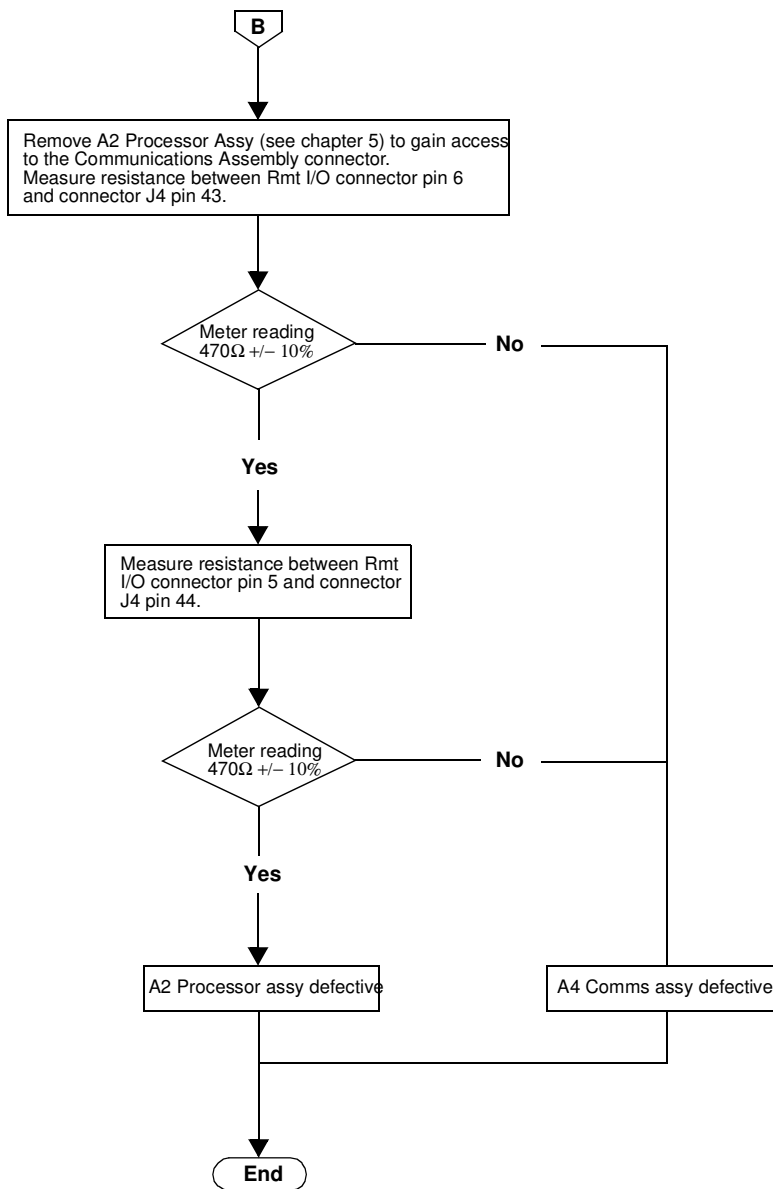 B
Remove A2 Processor Assy (see chapter 5) to gain access
to the Communications Assembly connector.
Measure resistance between Rmt I/O connector pin 6
and connector J4 pin 43.
Meter reading
470Ω +/− 10%
No
Yes
Measure resistance between Rmt
I/O connector pin 5 and connector
J4 pin 44.
Meter reading
470Ω +/− 10%
No
Yes
A2 Processor assy defective
A4 Comms assy defective
End